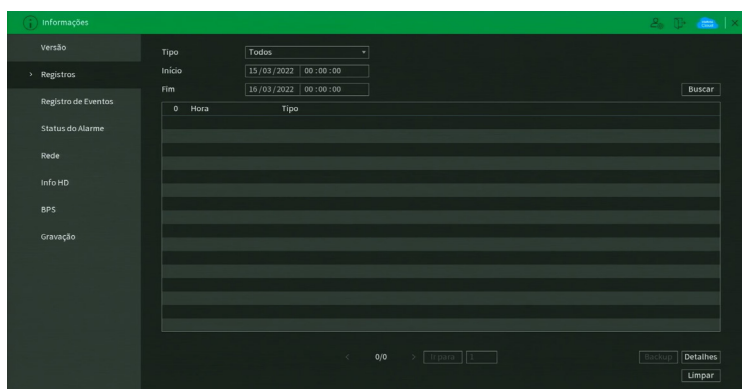 Informações
Versão
Registros
Registro de Eventos
Status do Alarme
Rede
Info HD
BPS
Gravação
Tipo Todos
Início 15/03/2022 00:00:00
Fim 16/03/2022 00:00:00
Buscar
0 Hora Tipo
0/0 Ir para 1
Backup Detalhes
Limpar